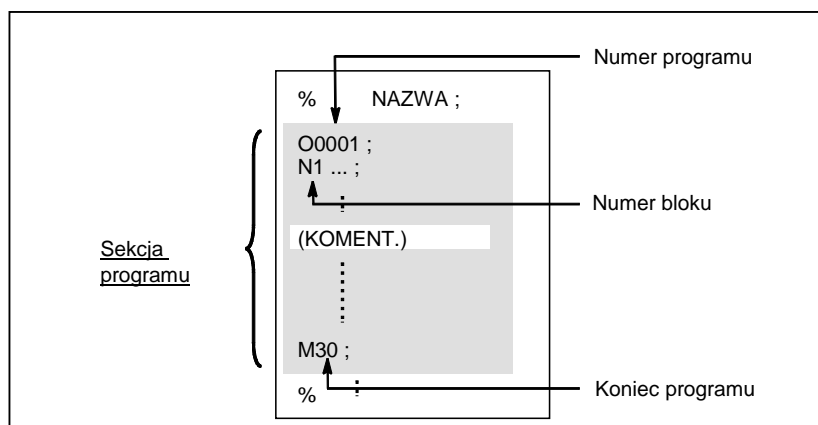 Numer programu
% NAZWA ;
O0001 ;
N1 ... ;
Numer bloku
(KOMENT.)
Sekcja
programu
M30 ;
%
Koniec programu